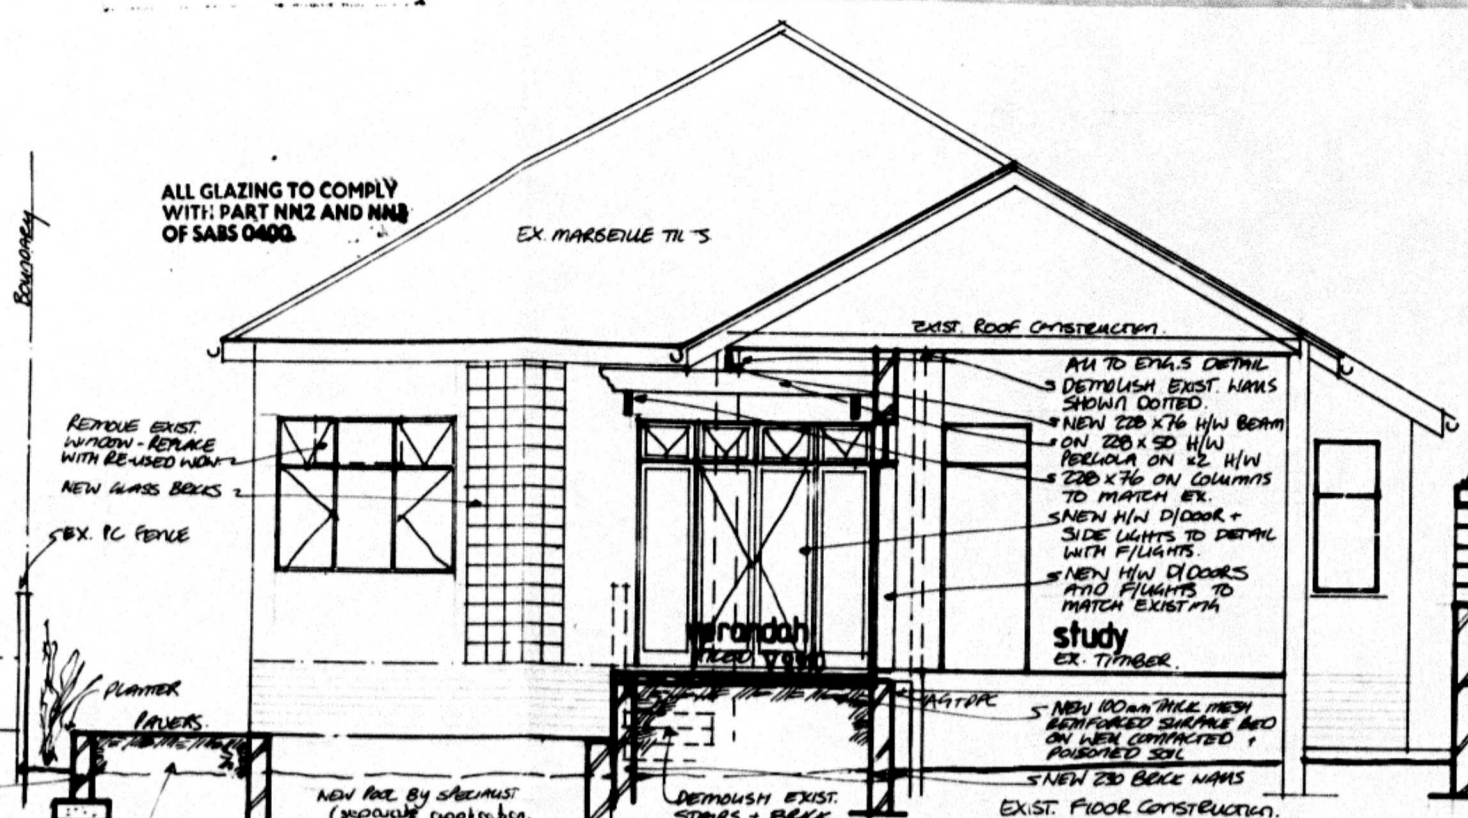 BOUNDARY
ALL GLAZING TO COMPLY
WITH PART NN2 AND NN3
OF SABS 0400.
EX. MARSEILLE TIL S
EXIST. ROOF CONSTRUCTION.
ALL TO ENG.S DETAIL
DEMOLISH EXIST. WALLS
SHOWN DOTTED.
NEW 228 x 76 H/W BEAM
ON 228 x 50 H/W
PERGOLA ON x2 H/W
228 x 76 ON COLUMNS
TO MATCH EX.
NEW H/W D/DOOR +
SIDE LIGHTS TO DETAIL
WITH F/LIGHTS.
NEW H/W D/DOORS
AND F/LIGHTS TO
MATCH EXISTING
study
EX. TIMBER.
REMOVE EXIST.
WINDOW - REPLACE
WITH RE-USED WDW
NEW GLASS BRICKS
EX. PC FENCE
verandah
PLANTER
PAVERS.
NEW 100mm THICK MESH
REINFORCED SURFACE BED
ON WELL COMPACTED +
POISONED SOIL
NEW 230 BRICK WALLS
NEW POOL BY SPECIALIST
(separate application.
DEMOLISH EXIST.
STAIRS + BRICK
EXIST. FLOOR CONSTRUCTION.